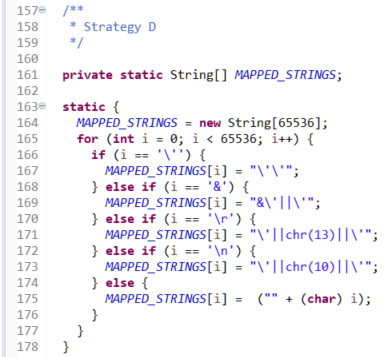 157 /**
158  * Strategy D
159  */
160
161 private static String[] MAPPED_STRINGS;
162
163 static {
164   MAPPED_STRINGS = new String[65536];
165   for (int i = 0; i < 65536; i++) {
166     if (i == '\'') {
167       MAPPED_STRINGS[i] = "\'\'";
168     } else if (i == '&') {
169       MAPPED_STRINGS[i] = "&\'||\'";
170     } else if (i == '\r') {
171       MAPPED_STRINGS[i] = "\'||chr(13)||\'";
172     } else if (i == '\n') {
173       MAPPED_STRINGS[i] = "\'||chr(10)||\'";
174     } else {
175       MAPPED_STRINGS[i] =  ("" + (char) i);
176     }
177   }
178 }